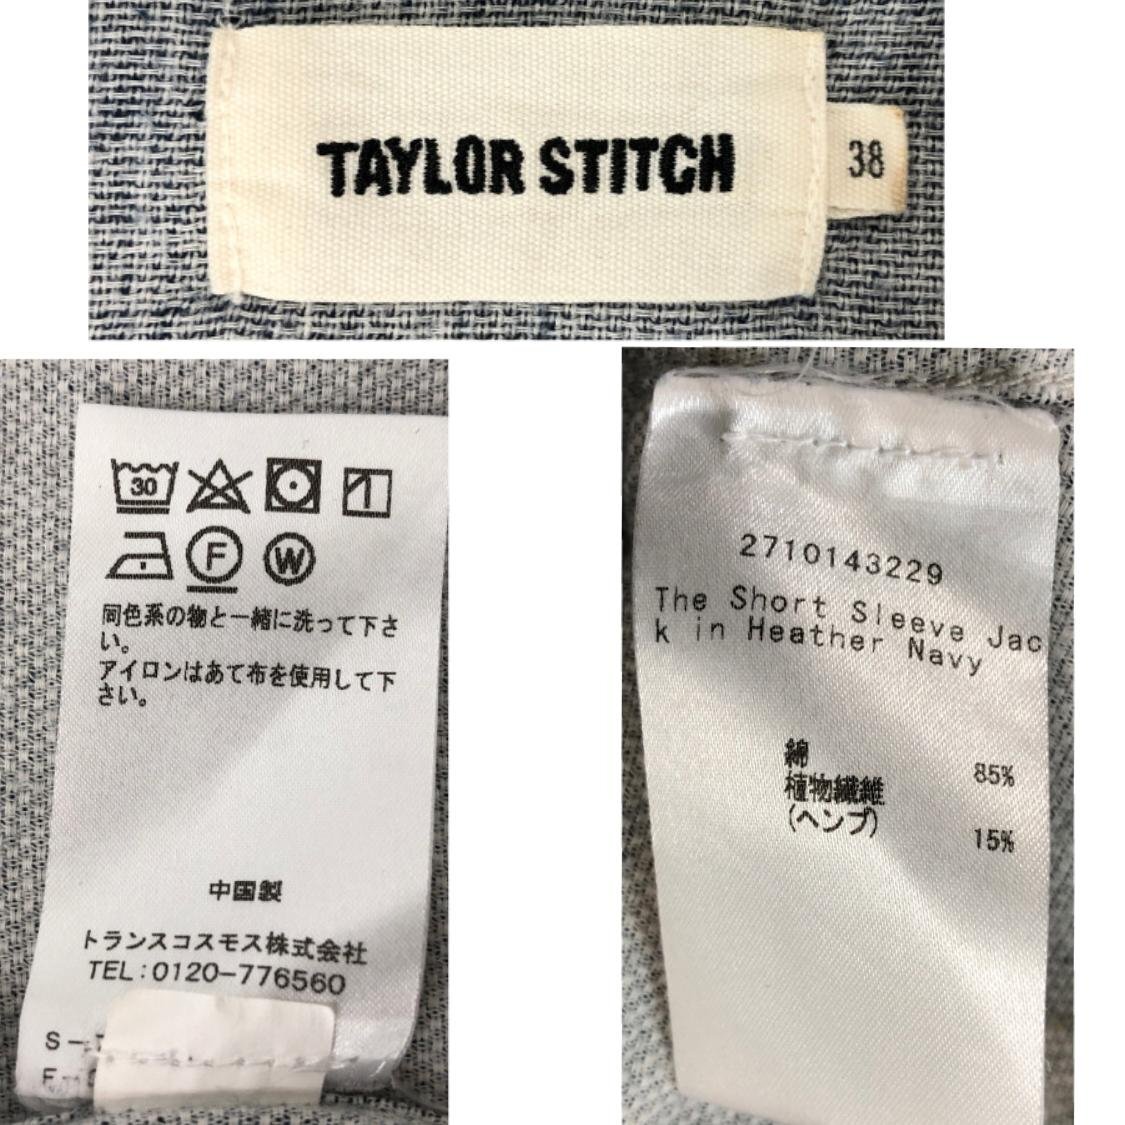 TAYLOR STITCH
38
30
F W
同色系の物と一緒に洗って下さ
い。
アイロンはあて布を使用して下
さい。
中国製
トランスコスモス株式会社
TEL:0120-776560
S-
F-
2710143229
The Short Sleeve Jac
k in Heather Navy
綿 85%
植物繊維
(ヘンプ) 15%